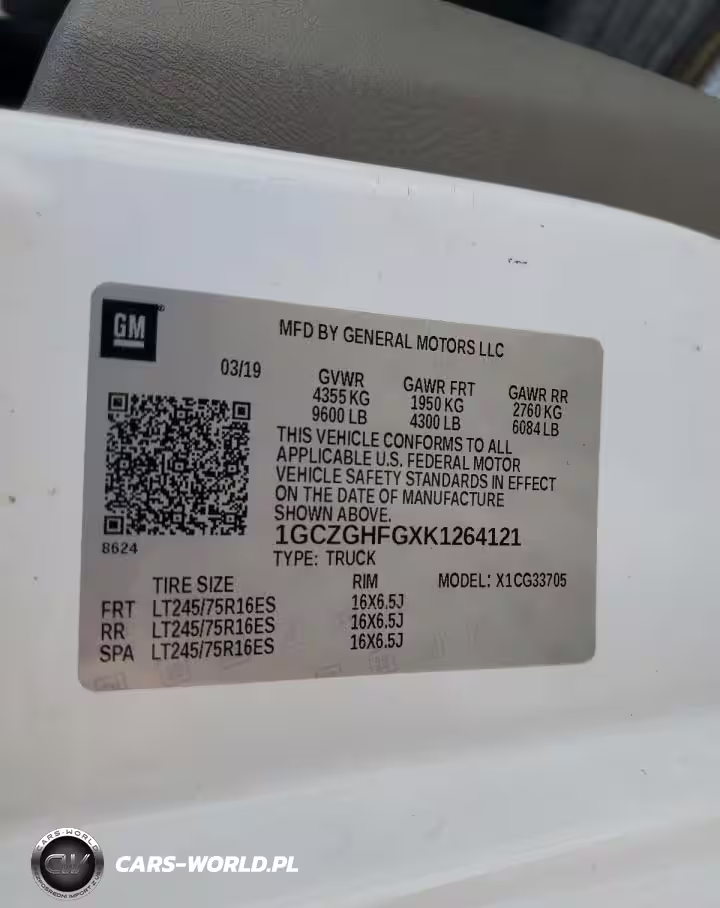 GM
MFD BY GENERAL MOTORS LLC
03/19
GVWR GAWR FRT GAWR RR
4355 KG 1950 KG 2760 KG
9600 LB 4300 LB 6084 LB
THIS VEHICLE CONFORMS TO ALL
APPLICABLE U.S. FEDERAL MOTOR
VEHICLE SAFETY STANDARDS IN EFFECT
ON THE DATE OF MANUFACTURE
SHOWN ABOVE.
1GCZGHFGXK1264121
8624
TYPE: TRUCK
TIRE SIZE RIM MODEL: X1CG33705
FRT LT245/75R16ES 16X6.5J
RR LT245/75R16ES 16X6.5J
SPA LT245/75R16ES 16X6.5J
CARS-WORLD
CW
CARS-WORLD.PL